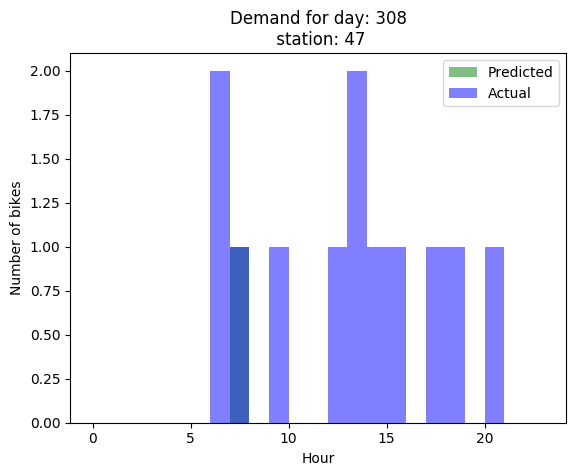 Demand for day: 308
station: 47
Predicted
Actual
2.00
1.75
1.50
1.25
1.00
0.75
0.50
0.25
0.00
Number of bikes
0 5 10 15 20
Hour